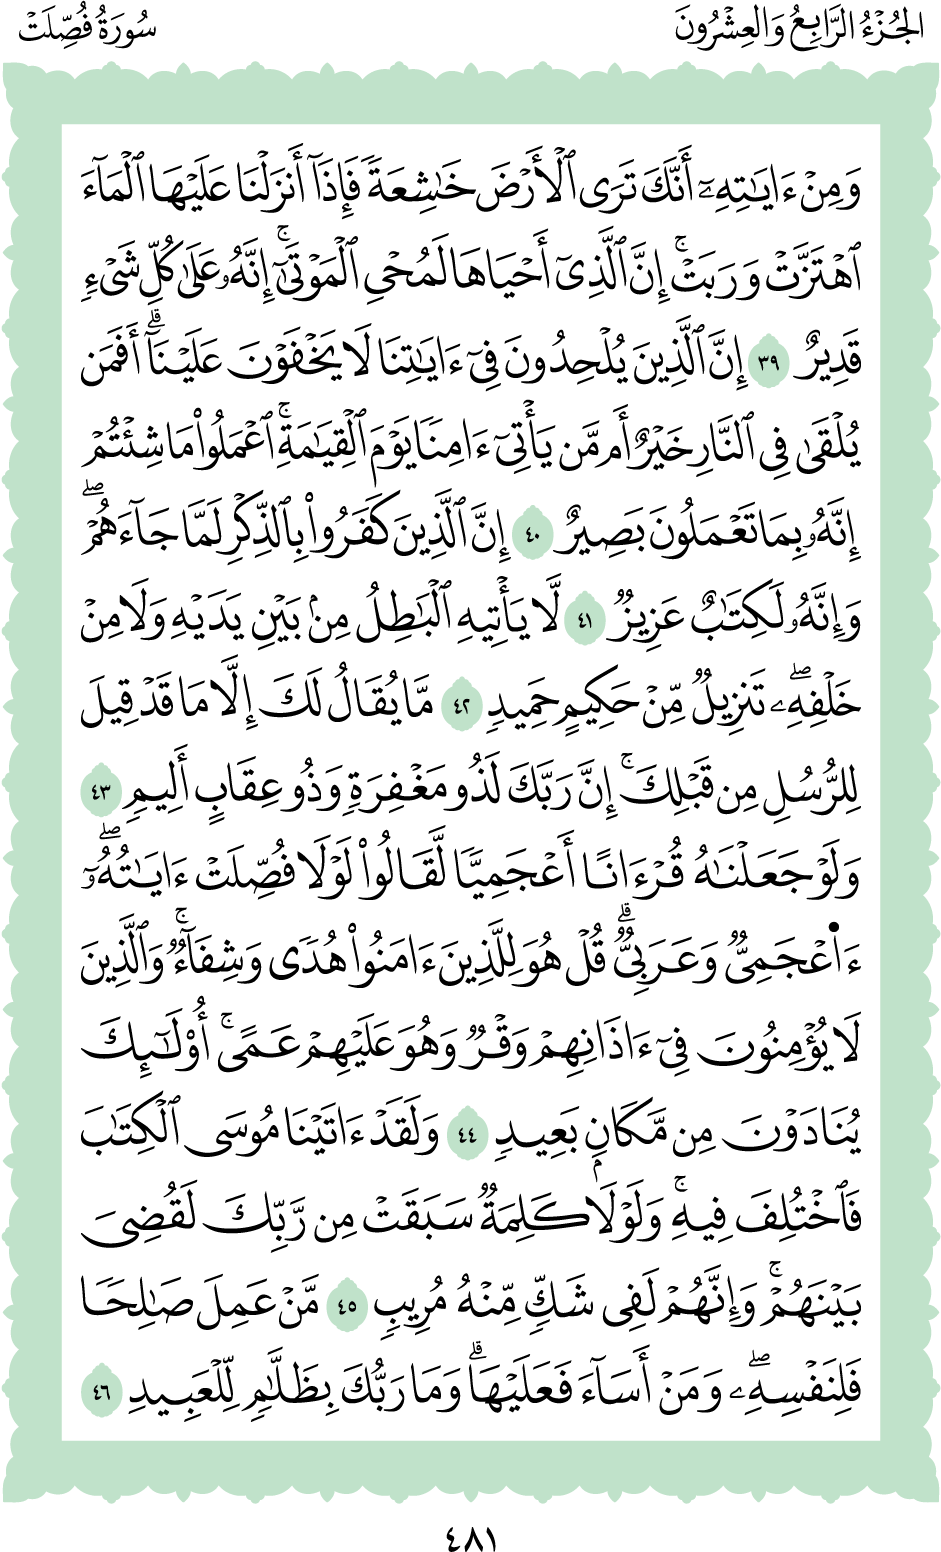 الجُزْءُ الرَّابِعُ وَالعِشْرُونَ
سُورَةُ فُصِّلَتْ
وَمِنْ ءَايَٰتِهِۦٓ أَنَّكَ تَرَى ٱلْأَرْضَ خَٰشِعَةً فَإِذَآ أَنزَلْنَا عَلَيْهَا ٱلْمَآءَ
ٱهْتَزَّتْ وَرَبَتْ ۚ إِنَّ ٱلَّذِىٓ أَحْيَاهَا لَمُحْىِ ٱلْمَوْتَىٰٓ ۚ إِنَّهُۥ عَلَىٰ كُلِّ شَىْءٍ
قَدِيرٌ ٣٩ إِنَّ ٱلَّذِينَ يُلْحِدُونَ فِىٓ ءَايَٰتِنَا لَا يَخْفَوْنَ عَلَيْنَآ ۗ أَفَمَن
يُلْقَىٰ فِى ٱلنَّارِ خَيْرٌ أَم مَّن يَأْتِىٓ ءَامِنًا يَوْمَ ٱلْقِيَٰمَةِ ۚ ٱعْمَلُوا۟ مَا شِئْتُمْ
إِنَّهُۥ بِمَا تَعْمَلُونَ بَصِيرٌ ٤٠ إِنَّ ٱلَّذِينَ كَفَرُوا۟ بِٱلذِّكْرِ لَمَّا جَآءَهُمْ ۖ
وَإِنَّهُۥ لَكِتَٰبٌ عَزِيزٌ ٤١ لَّا يَأْتِيهِ ٱلْبَٰطِلُ مِنۢ بَيْنِ يَدَيْهِ وَلَا مِنْ
خَلْفِهِۦ ۖ تَنزِيلٌ مِّنْ حَكِيمٍ حَمِيدٍ ٤٢ مَّا يُقَالُ لَكَ إِلَّا مَا قَدْ قِيلَ
لِلرُّسُلِ مِن قَبْلِكَ ۚ إِنَّ رَبَّكَ لَذُو مَغْفِرَةٍ وَذُو عِقَابٍ أَلِيمٍ ٤٣
وَلَوْ جَعَلْنَٰهُ قُرْءَانًا أَعْجَمِيًّا لَّقَالُوا۟ لَوْلَا فُصِّلَتْ ءَايَٰتُهُۥٓ ۖ
ءَا۬عْجَمِىٌّ وَعَرَبِىٌّ ۗ قُلْ هُوَ لِلَّذِينَ ءَامَنُوا۟ هُدًى وَشِفَآءٌ ۚ وَٱلَّذِينَ
لَا يُؤْمِنُونَ فِىٓ ءَاذَانِهِمْ وَقْرٌ وَهُوَ عَلَيْهِمْ عَمًى ۚ أُو۟لَٰٓئِكَ
يُنَادَوْنَ مِن مَّكَانٍۭ بَعِيدٍ ٤٤ وَلَقَدْ ءَاتَيْنَا مُوسَى ٱلْكِتَٰبَ
فَٱخْتُلِفَ فِيهِ ۚ وَلَوْلَا كَلِمَةٌ سَبَقَتْ مِن رَّبِّكَ لَقُضِىَ
بَيْنَهُمْ ۚ وَإِنَّهُمْ لَفِى شَكٍّ مِّنْهُ مُرِيبٍ ٤٥ مَّنْ عَمِلَ صَٰلِحًا
فَلِنَفْسِهِۦ ۖ وَمَنْ أَسَآءَ فَعَلَيْهَا ۗ وَمَا رَبُّكَ بِظَلَّٰمٍ لِّلْعَبِيدِ ٤٦
٤٨١